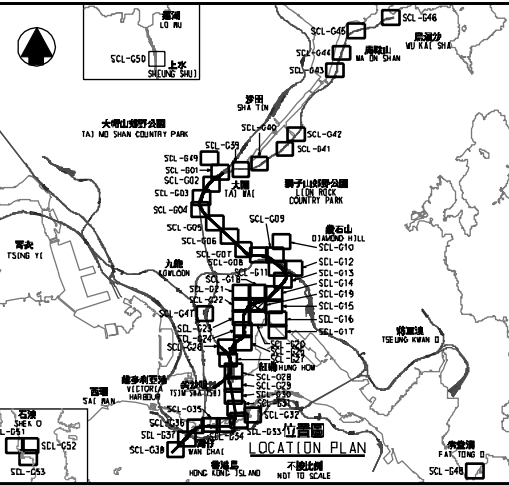 羅湖
LO WU
上水
SHEUNG SHUI
SCL-G50
SCL-G46
SCL-G45
烏溪沙
WU KAI SHA
SCL-G44
馬鞍山
MA ON SHAN
SCL-G43
沙田
SHA TIN
大帽山郊野公園
TAI MO SHAN COUNTRY PARK
SCL-G39
SCL-G40
SCL-G42
SCL-G41
SCL-G49
SCL-G01
SCL-G02
SCL-G03
SCL-G04
大圍
TAI WAI
獅子山郊野公園
LION ROCK
COUNTRY PARK
SCL-G05
SCL-G06
SCL-G07
SCL-G08
SCL-G09
鑽石山
DIAMOND HILL
SCL-G10
SCL-G11
SCL-G12
SCL-G13
SCL-G14
SCL-G19
SCL-G15
SCL-G16
SCL-G17
青衣
TSING YI
九龍
KOWLOON
SCL-G18
SCL-G21
SCL-G22
SCL-G47
SCL-G23
SCL-G24
SCL-G26
SCL-G20
SCL-G27
紅磡
HUNG HOM
SCL-G28
SCL-G29
SCL-G30
SCL-G31
將軍澳
TSEUNG KWAN O
西環
SAI WAN
維多利亞港
VICTORIA
HARBOUR
尖沙咀
SCL-G35
SCL-G36
SCL-G37
SCL-G38
SCL-G32
SCL-G33
SCL-G34
灣仔
WAN CHAI
香港島
HONG KONG ISLAND
石澳
SHEK O
SCL-G51
SCL-G52
SCL-G53
位置圖
LOCATION PLAN
不按比例
NOT TO SCALE
佛堂澳
FAT TONG O
SCL-G48